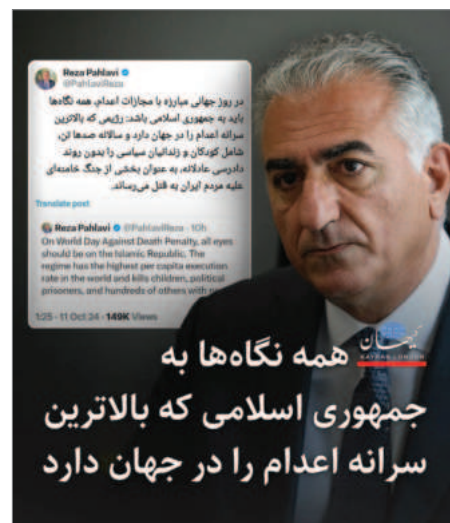 Reza Pahlavi
@PahlaviReza
در روز جهانی مبارزه با مجازات اعدام، همه نگاه‌ها
باید به جمهوری اسلامی باشد: رژیمی که بالاترین
سرانه اعدام را در جهان دارد و سالانه صدها تن،
شامل کودکان و زندانیان سیاسی را بدون روند
دادرسی عادلانه، به عنوان بخشی از جنگ خامنه‌ای
علیه مردم ایران به قتل می‌رساند.
Translate post
Reza Pahlavi @PahlaviReza · 10h
On World Day Against Death Penalty, all eyes
should be on the Islamic Republic. The
regime has the highest per capita execution
rate in the world and kills children, political
prisoners, and hundreds of others with
1:25 · 11 Oct 24 · 149K Views
کیهان
KAYHAN LONDON
همه نگاه‌ها به
جمهوری اسلامی که بالاترین
سرانه اعدام را در جهان دارد